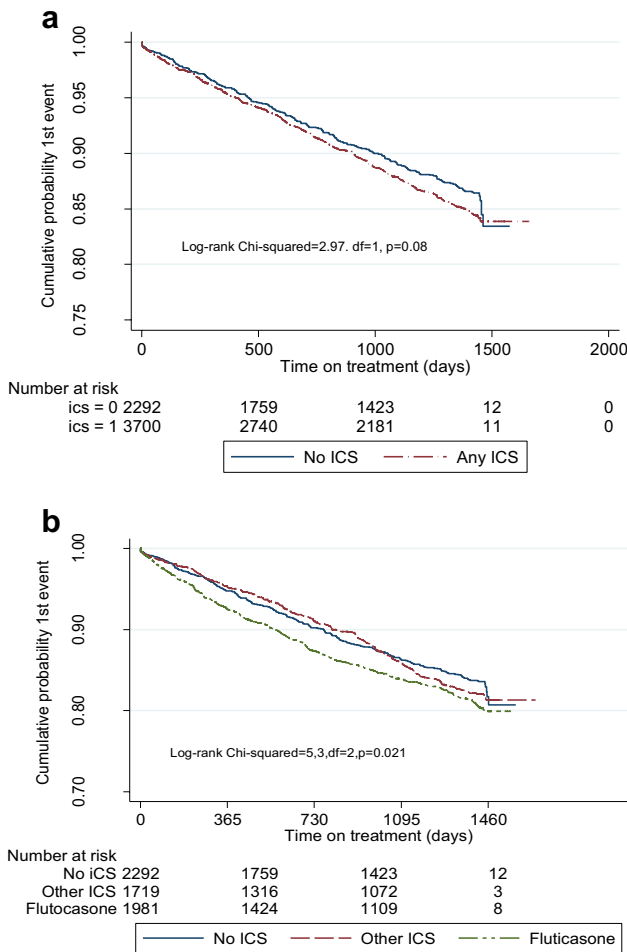 a
Cumulative probability 1st event
1.00
0.95
0.90
0.85
0.80
0.75
Log-rank Chi-squared=2.97. df=1, p=0.08
0 500 1000 1500 2000
Time on treatment (days)
Number at risk
ics = 0 2292 1759 1423 12 0
ics = 1 3700 2740 2181 11 0
No ICS Any ICS
b
Cumulative probability 1st event
1.00
0.90
0.80
0.70
Log-rank Chi-squared=5,3,df=2,p=0.021
0 365 730 1095 1460
Time on treatment (days)
Number at risk
No iCS 2292 1759 1423 12
Other ICS 1719 1316 1072 3
Flutocasone 1981 1424 1109 8
No ICS Other ICS Fluticasone